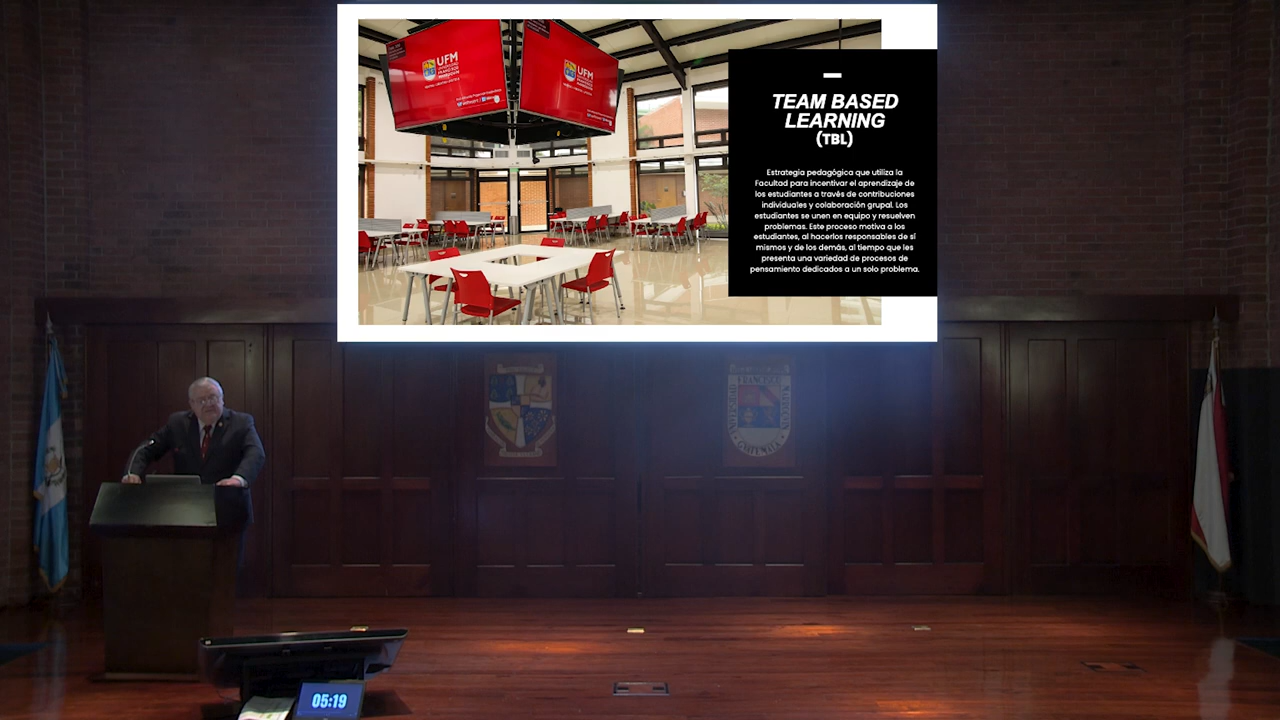 UFM
UFM
TEAM BASED
LEARNING
(TBL)
Estrategia pedagógica que utiliza la
Facultad para incentivar el aprendizaje de
los estudiantes a través de contribuciones
individuales y colaboración grupal. Los
estudiantes se unen en equipo y resuelven
problemas. Este proceso motiva a los
estudiantes, al hacerlos responsables de sí
mismos y de los demás, al tiempo que les
presenta una variedad de procesos de
pensamiento dedicados a un solo problema.
UNIVERSIDAD FRANCISCO MARROQUIN
05:19